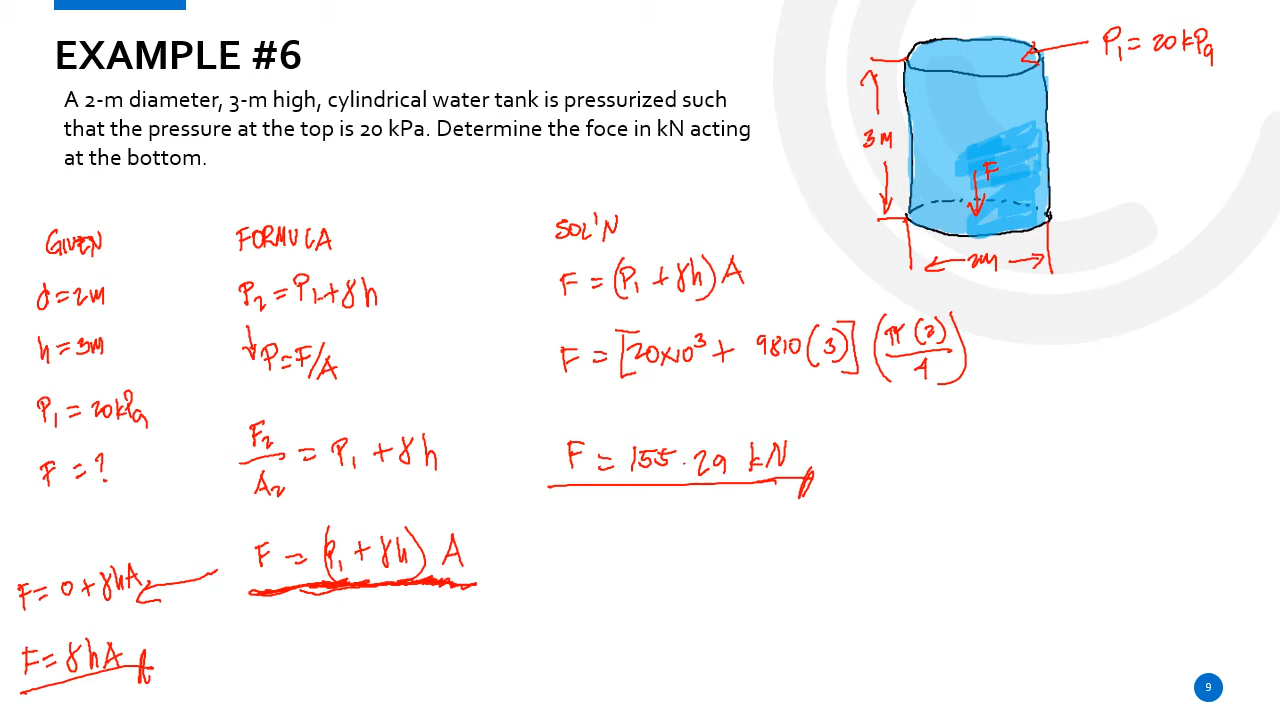 EXAMPLE #6
A 2-m diameter, 3-m high, cylindrical water tank is pressurized such
that the pressure at the top is 20 kPa. Determine the foce in kN acting
at the bottom.
P₁ = 20 kPa
3M
F
2M
GIVEN
d = 2M
h = 3M
P₁ = 20 kPa
F = ?
F = 0 + γhA
F = γhA
FORMULA
P₂ = P₁ + γh
P = F/A
F₂/A₂ = P₁ + γh
F = (P₁ + γh) A
SOL'N
F = (P₁ + γh) A
F = [20×10³ + 9810 (3)] (π (2)/4)
F = 155.29 kN
9